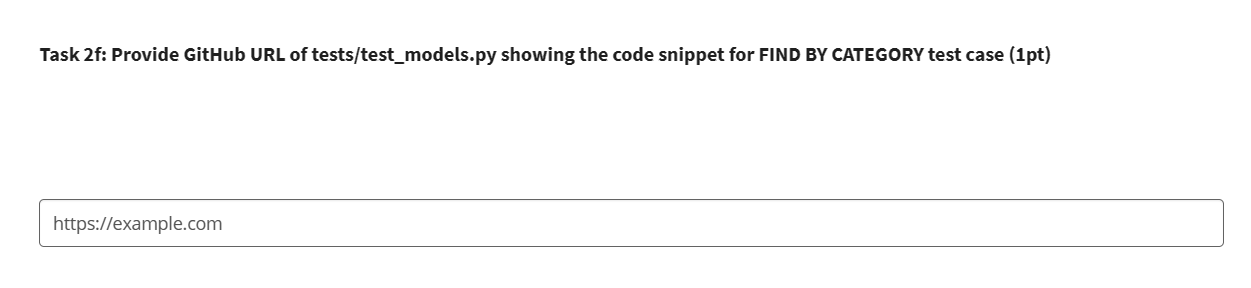 Task 2f: Provide GitHub URL of tests/test_models.py showing the code snippet for FIND BY CATEGORY test case (1pt)
https://example.com